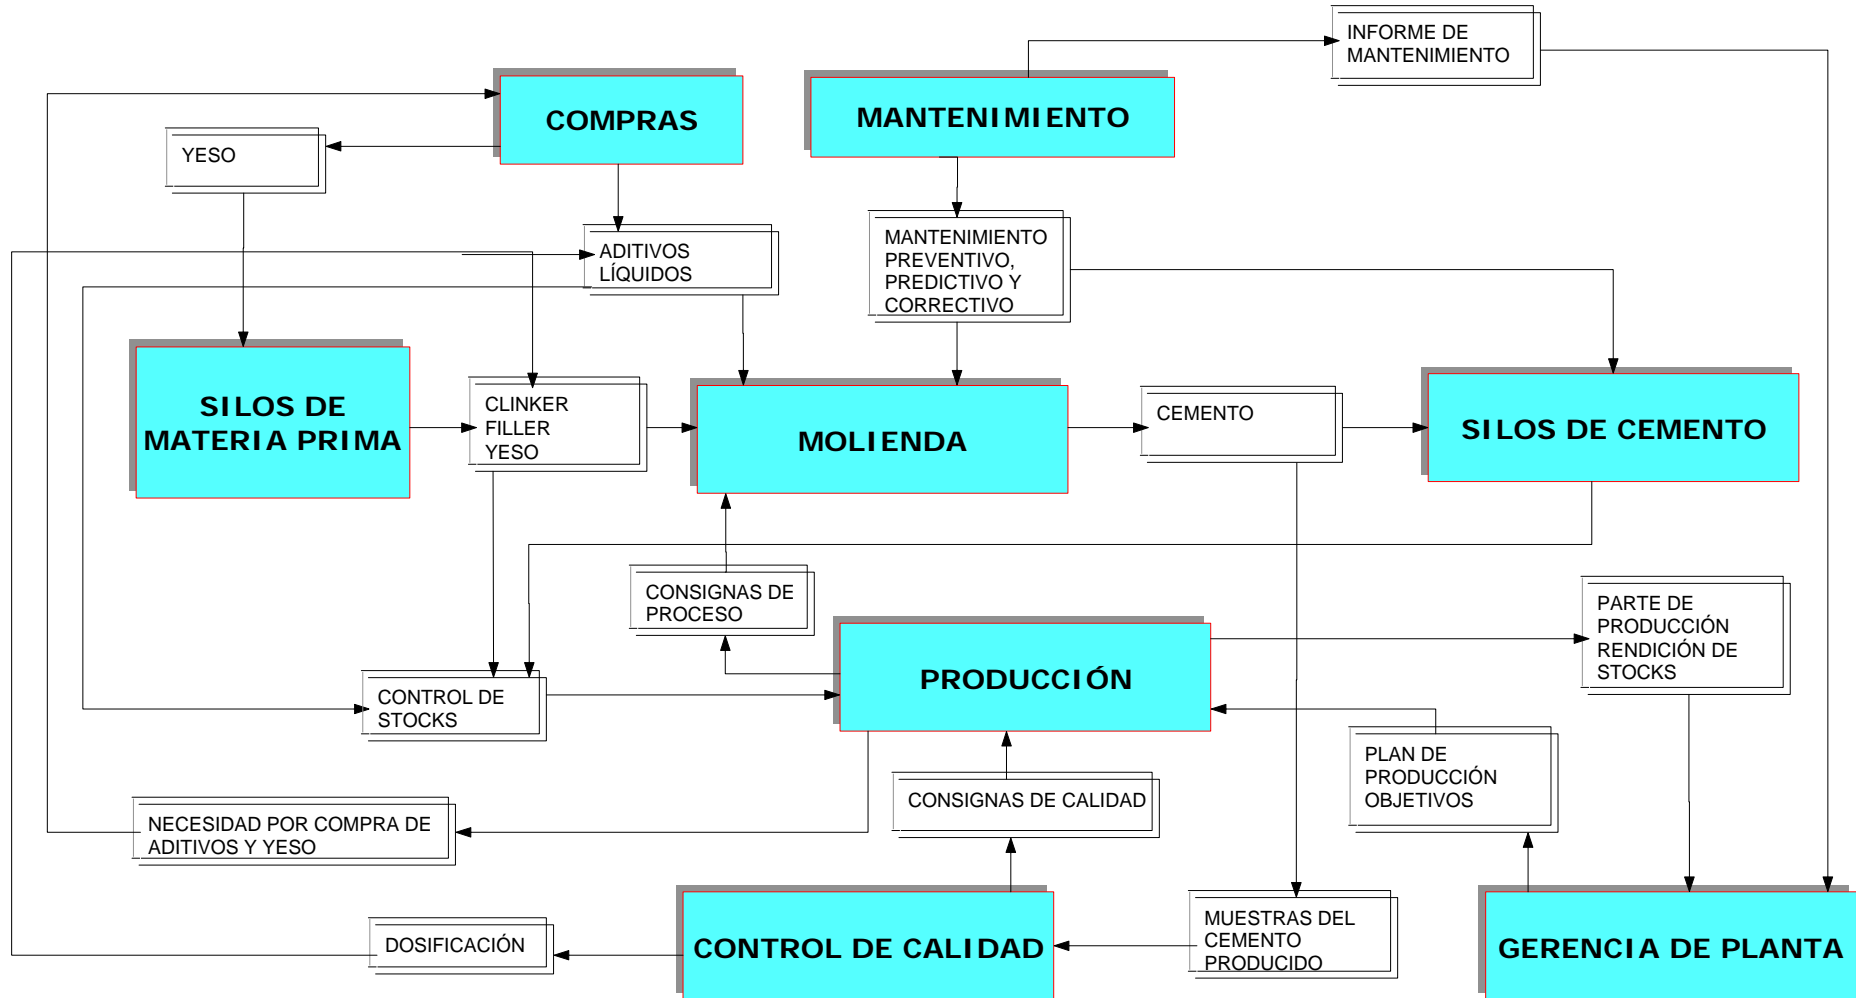 INFORME DE
MANTENIMIENTO
COMPRAS
MANTENIMIENTO
YESO
ADITIVOS
LÍQUIDOS
MANTENIMIENTO
PREVENTIVO,
PREDICTIVO Y
CORRECTIVO
SILOS DE
MATERIA PRIMA
CLINKER
FILLER
YESO
MOLIENDA
CEMENTO
SILOS DE CEMENTO
CONSIGNAS DE
PROCESO
PARTE DE
PRODUCCIÓN
RENDICIÓN DE
STOCKS
PRODUCCIÓN
CONTROL DE
STOCKS
PLAN DE
PRODUCCIÓN
OBJETIVOS
CONSIGNAS DE CALIDAD
NECESIDAD POR COMPRA DE
ADITIVOS Y YESO
DOSIFICACIÓN
CONTROL DE CALIDAD
MUESTRAS DEL
CEMENTO
PRODUCIDO
GERENCIA DE PLANTA